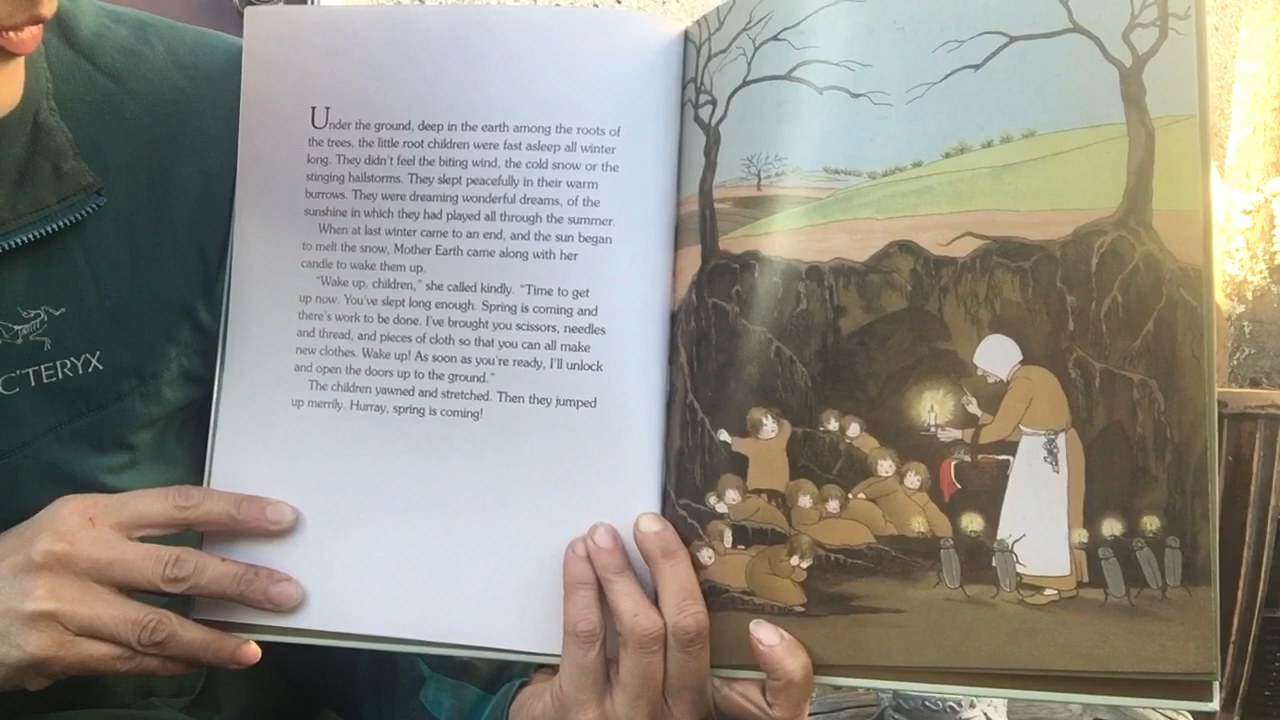 Under the ground, deep in the earth among the roots of
the trees, the little root children were fast asleep all winter
long. They didn't feel the biting wind, the cold snow or the
stinging hailstorms. They slept peacefully in their warm
burrows. They were dreaming wonderful dreams, of the
sunshine in which they had played all through the summer.
When at last winter came to an end, and the sun began
to melt the snow, Mother Earth came along with her
candle to wake them up.
"Wake up, children," she called kindly. "Time to get
up now. You've slept long enough. Spring is coming and
there's work to be done. I've brought you scissors, needles
and thread, and pieces of cloth so that you can all make
new clothes. Wake up! As soon as you're ready, I'll unlock
and open the doors up to the ground."
The children yawned and stretched. Then they jumped
up merrily. Hurray, spring is coming!
C'TERYX